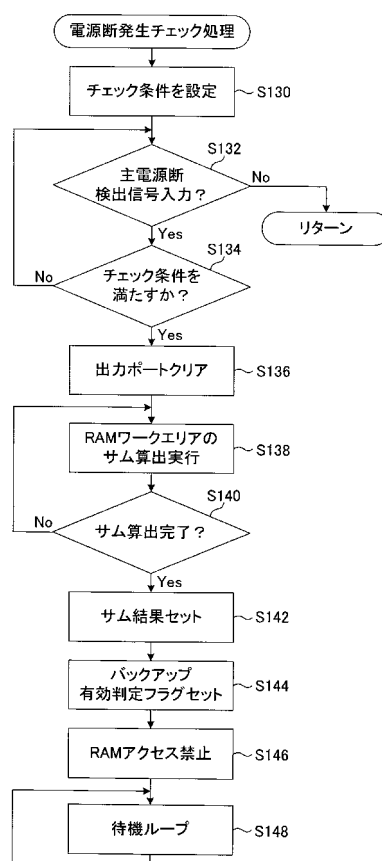 電源断発生チェック処理
チェック条件を設定
S130
主電源断
検出信号入力？
S132
No
リターン
Yes
チェック条件を
満たすか？
S134
No
Yes
出力ポートクリア
S136
RAMワークエリアの
サム算出実行
S138
サム算出完了？
S140
No
Yes
サム結果セット
S142
バックアップ
有効判定フラグセット
S144
RAMアクセス禁止
S146
待機ループ
S148